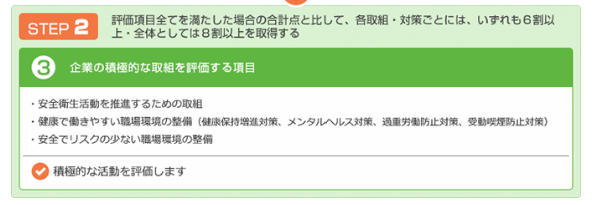 STEP 2
評価項目全てを満たした場合の合計点と比して、各取組・対策ごとには、いずれも6割以
上・全体としては8割以上を取得する
3 企業の積極的な取組を評価する項目
・安全衛生活動を推進するための取組
・健康で働きやすい職場環境の整備（健康保持増進対策、メンタルヘルス対策、過重労働防止対策、受動喫煙防止対策）
・安全でリスクの少ない職場環境の整備
積極的な活動を評価します